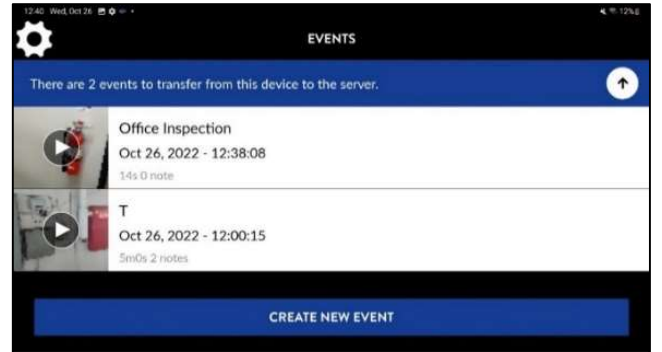 12:40 Wed, Oct 26
12%
EVENTS
There are 2 events to transfer from this device to the server.
Office Inspection
Oct 26, 2022 - 12:38:08
14s 0 note
T
Oct 26, 2022 - 12:00:15
5m0s 2 notes
CREATE NEW EVENT